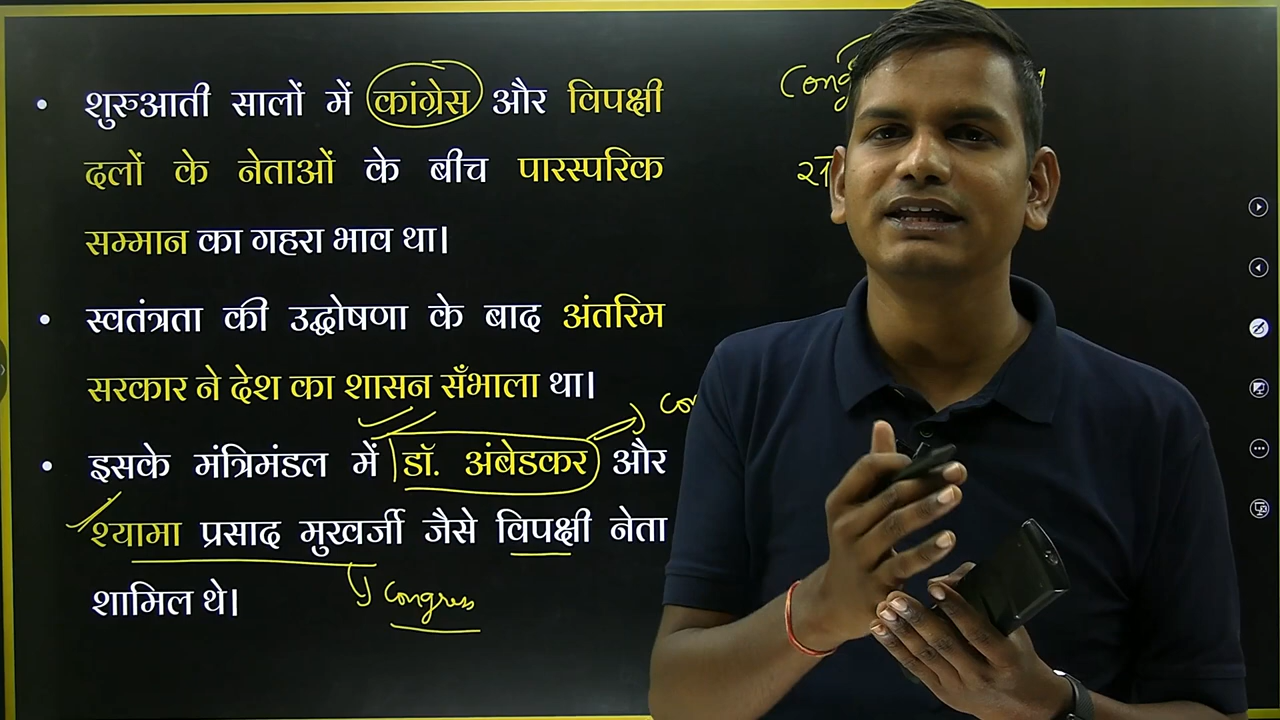 शुरुआती सालों में कांग्रेस और विपक्षी
दलों के नेताओं के बीच पारस्परिक
सम्मान का गहरा भाव था।
स्वतंत्रता की उद्घोषणा के बाद अंतरिम
सरकार ने देश का शासन सँभाला था।
इसके मंत्रिमंडल में डॉ. अंबेडकर और
श्यामा प्रसाद मुखर्जी जैसे विपक्षी नेता
शामिल थे।
Congress